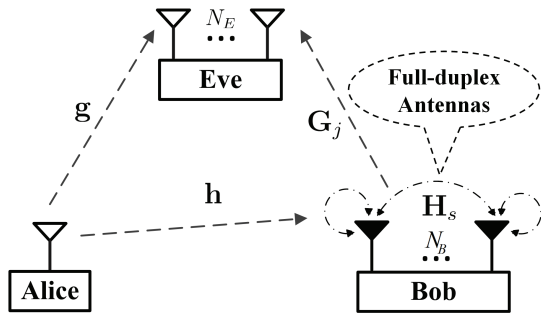 N_E
...
Eve
Full-duplex
Antennas
g
G_j
h
H_s
N_B
...
Alice
Bob